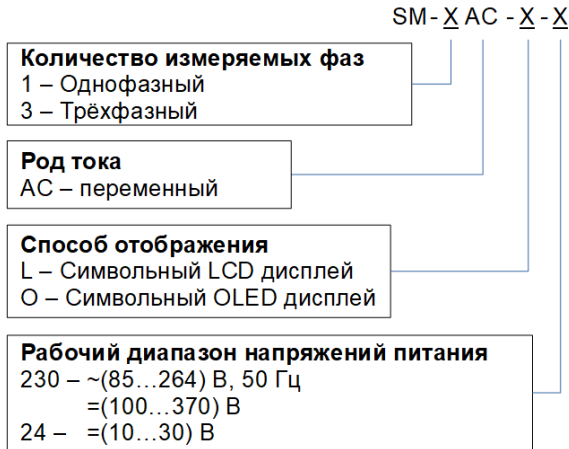 SM-X AC -X-X
Количество измеряемых фаз
1 – Однофазный
3 – Трёхфазный
Род тока
AC – переменный
Способ отображения
L – Символьный LCD дисплей
O – Символьный OLED дисплей
Рабочий диапазон напряжений питания
230 – ~(85...264) В, 50 Гц
=(100...370) В
24 – =(10...30) В